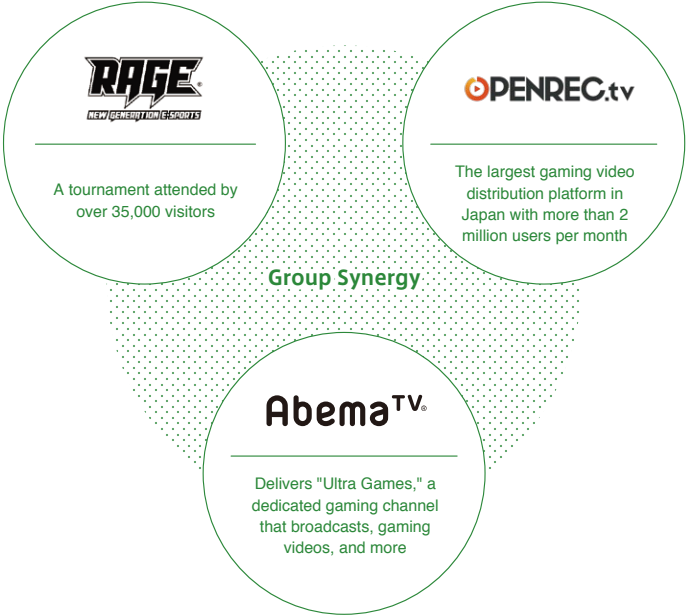 RAGE®
NEW GENERATION E-SPORTS
A tournament attended by
over 35,000 visitors
OPENREC.tv
The largest gaming video
distribution platform in
Japan with more than 2
million users per month
Group Synergy
AbemaTV®
Delivers "Ultra Games," a
dedicated gaming channel
that broadcasts, gaming
videos, and more